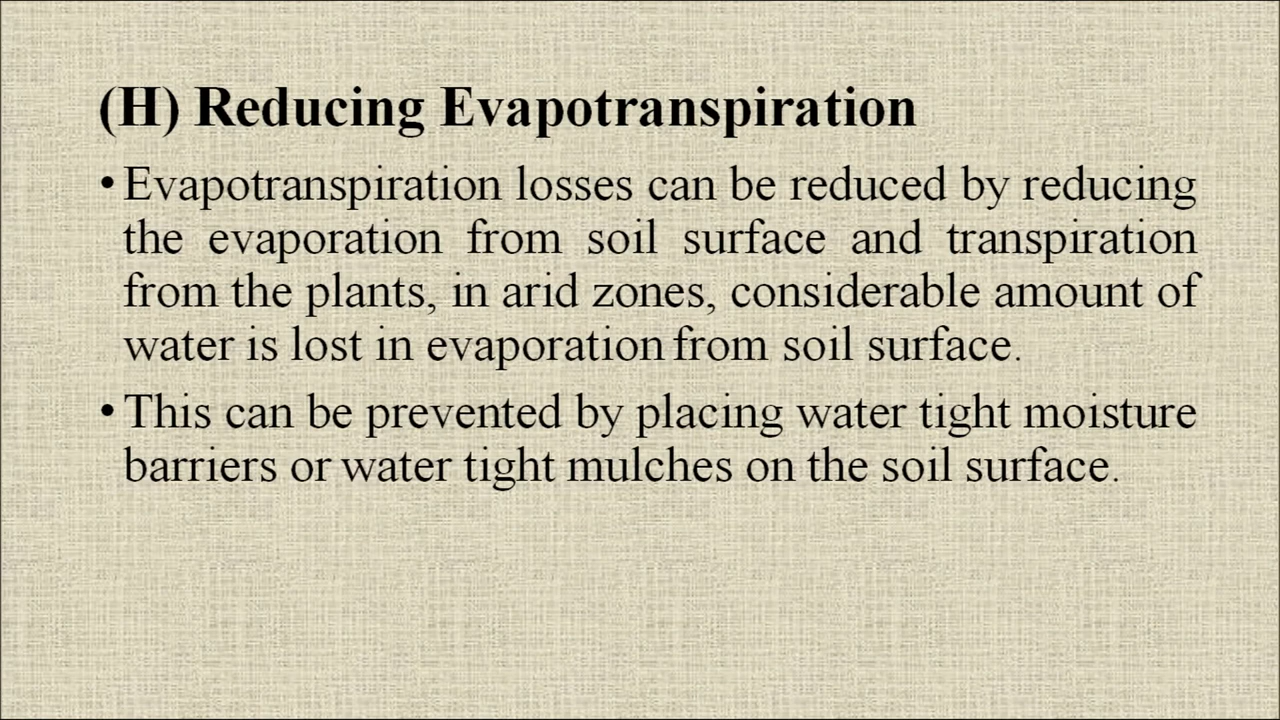 (H) Reducing Evapotranspiration
• Evapotranspiration losses can be reduced by reducing
the evaporation from soil surface and transpiration
from the plants, in arid zones, considerable amount of
water is lost in evaporation from soil surface.
• This can be prevented by placing water tight moisture
barriers or water tight mulches on the soil surface.